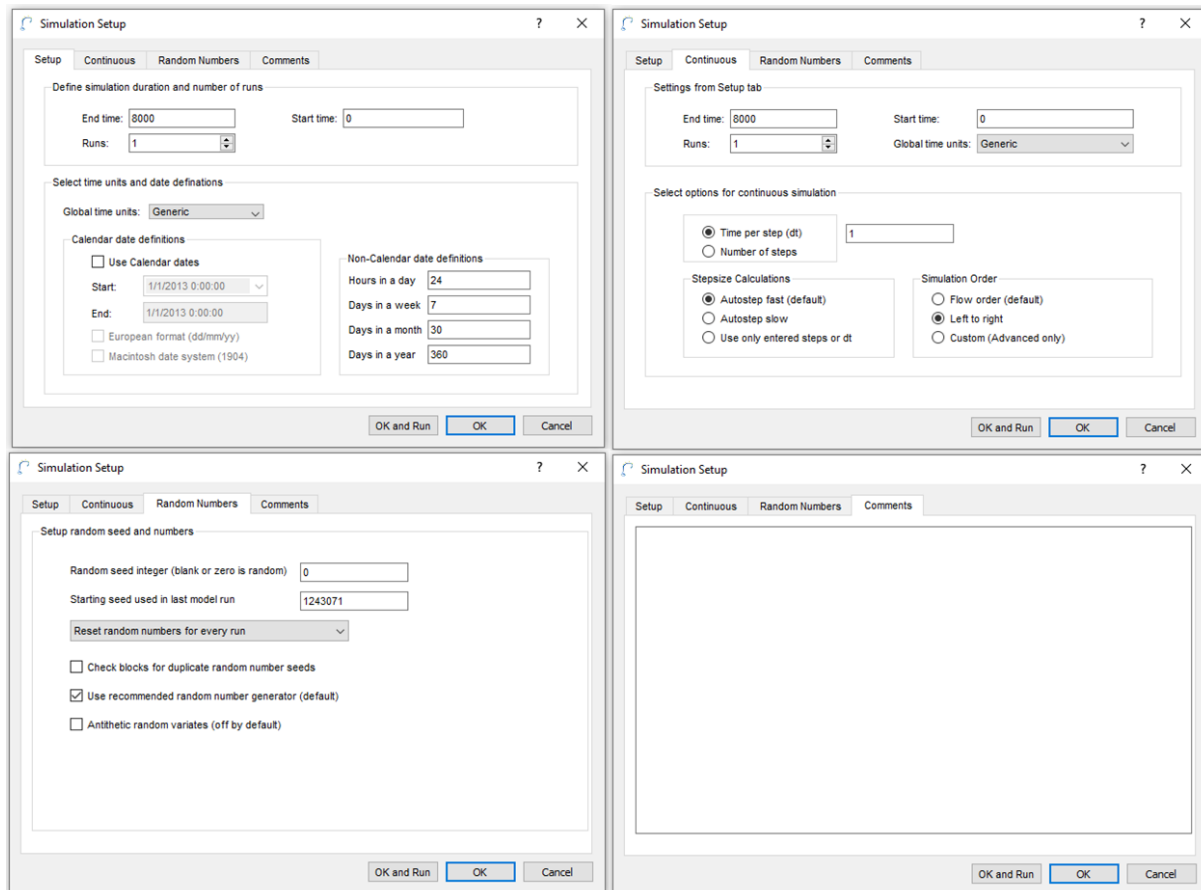 Simulation Setup ?
Setup Continuous Random Numbers Comments
Define simulation duration and number of runs
End time: 8000 Start time: 0
Runs: 1
Select time units and date definations
Global time units: Generic
Calendar date definitions
Use Calendar dates
Start: 1/1/2013 0:00:00
End: 1/1/2013 0:00:00
European format (dd/mm/yy)
Macintosh date system (1904)
Non-Calendar date definitions
Hours in a day 24
Days in a week 7
Days in a month 30
Days in a year 360
OK and Run OK Cancel
Simulation Setup ?
Setup Continuous Random Numbers Comments
Settings from Setup tab
End time: 8000 Start time: 0
Runs: 1 Global time units: Generic
Select options for continuous simulation
Time per step (dt) 1
Number of steps
Stepsize Calculations
Autostep fast (default)
Autostep slow
Use only entered steps or dt
Simulation Order
Flow order (default)
Left to right
Custom (Advanced only)
OK and Run OK Cancel
Simulation Setup ?
Setup Continuous Random Numbers Comments
Setup random seed and numbers
Random seed integer (blank or zero is random) 0
Starting seed used in last model run 1243071
Reset random numbers for every run
Check blocks for duplicate random number seeds
Use recommended random number generator (default)
Antithetic random variates (off by default)
OK and Run OK Cancel
Simulation Setup ?
Setup Continuous Random Numbers Comments
OK and Run OK Cancel